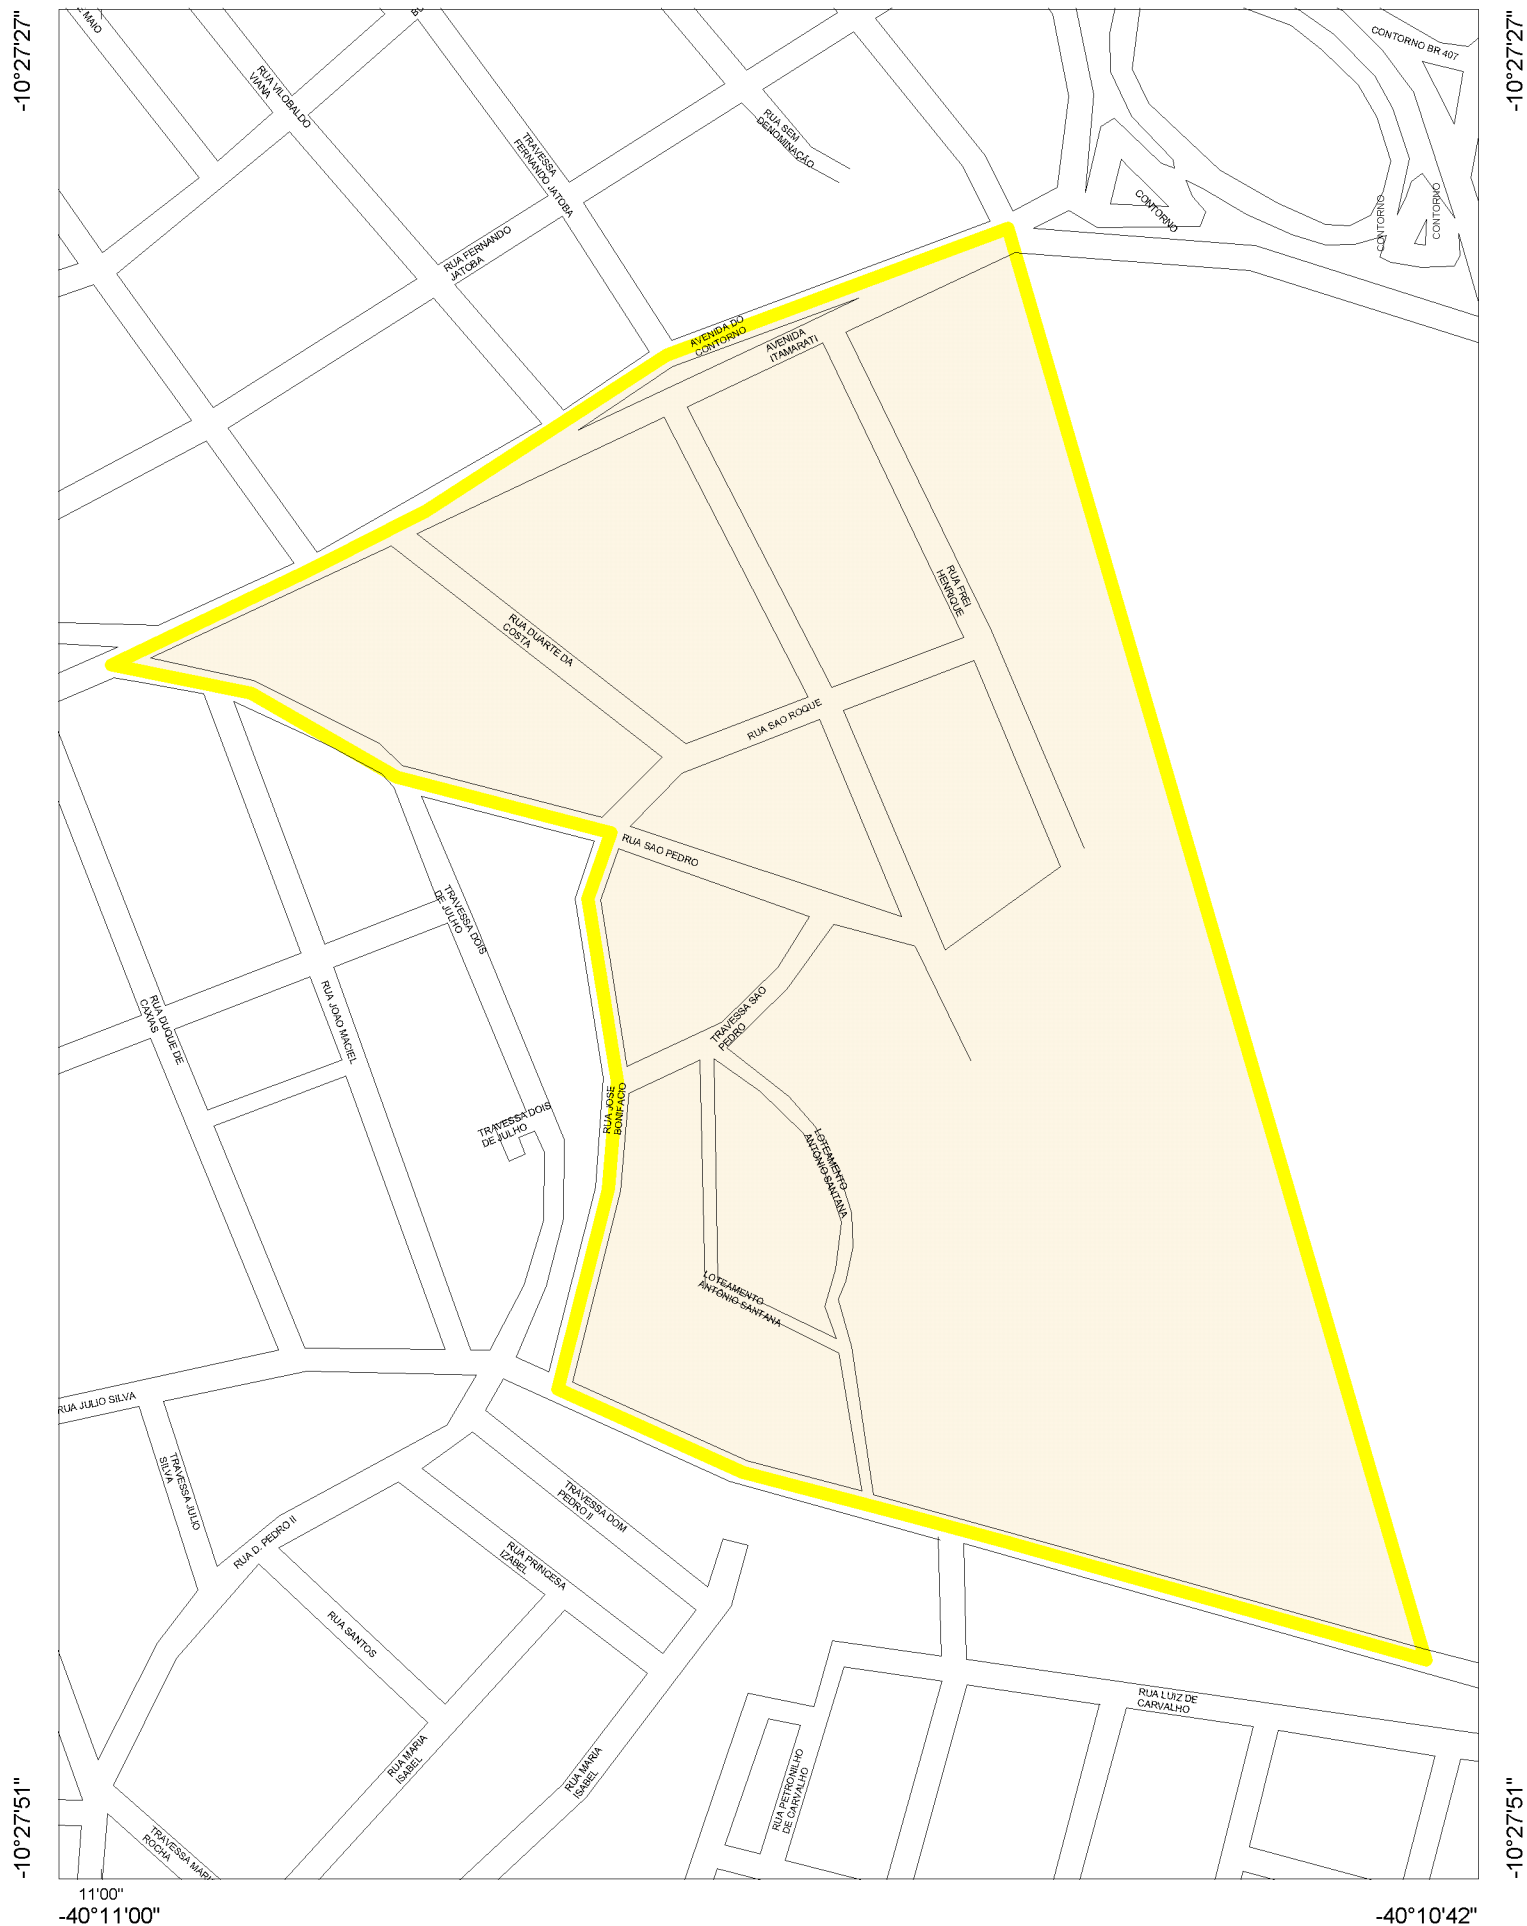 -10°27'27"
-10°27'27"
MAIO
CONTORNO BR 407
RUA VILOBALDO
VIANA
RUA SEM
DENOMINAÇÃO
TRAVESSA
FERNANDO JATOBA
CONTORNO
CONTORNO
CONTORNO
RUA FERNANDO
JATOBA
AVENIDA DO
CONTORNO
AVENIDA
ITAMARATI
RUA FREI
HENRIQUE
RUA DUARTE DA
COSTA
RUA SAO ROQUE
RUA SAO PEDRO
TRAVESSA DOIS
DE JULHO
RUA DUQUE DE
CAXIAS
RUA JOAO MACIEL
TRAVESSA SAO
PEDRO
RUA JOSE
BONIFACIO
TRAVESSA DOIS
DE JULHO
LOTEAMENTO
ANTONIO SANTANA
LOTEAMENTO
ANTONIO SANTANA
RUA JULIO SILVA
TRAVESSA JULIO
SILVA
RUA D. PEDRO II
TRAVESSA DOM
PEDRO II
RUA PRINCESA
IZABEL
RUA SANTOS
RUA LUIZ DE
CARVALHO
RUA MARIA
ISABEL
RUA MARIA
ISABEL
RUA PETRONILHO
DE CARVALHO
TRAVESSA MARI
ROCHA
-10°27'51"
-10°27'51"
11'00"
-40°11'00"
-40°10'42"